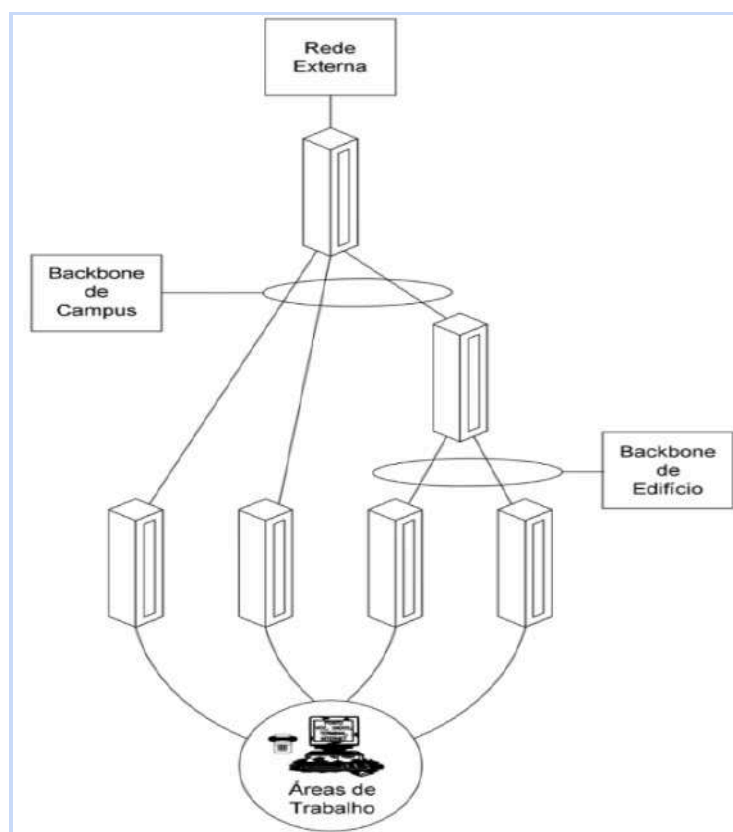 Rede
Externa
Backbone
de
Campus
Backbone
de
Edifício
Áreas de
Trabalho